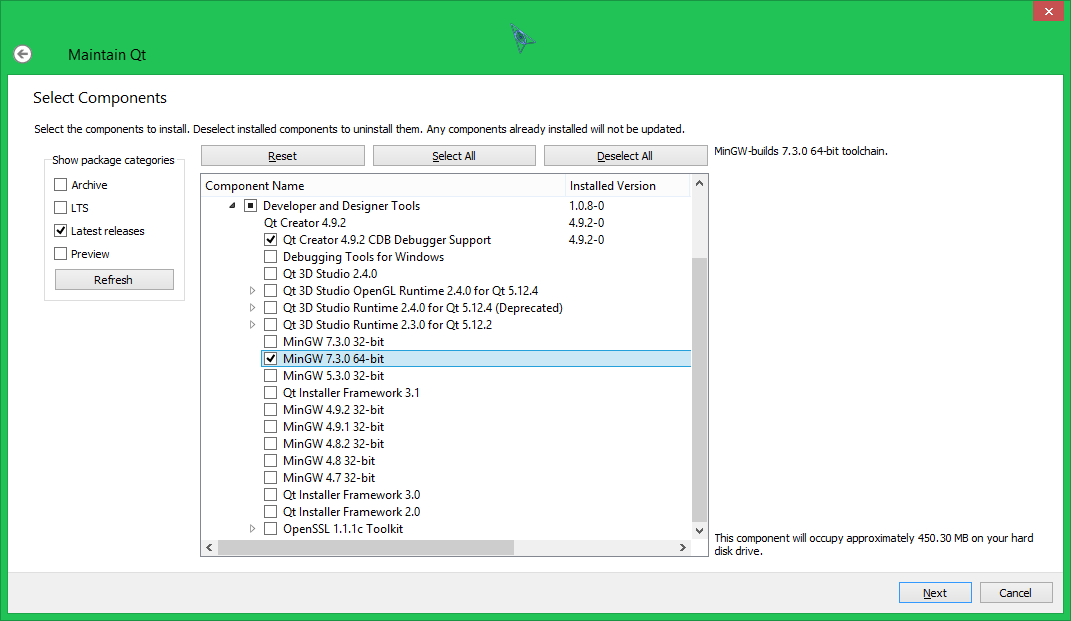 Maintain Qt
Select Components
Select the components to install. Deselect installed components to uninstall them. Any components already installed will not be updated.
Show package categories
Archive
LTS
Latest releases
Preview
Refresh
Reset
Select All
Deselect All
Component Name
Installed Version
Developer and Designer Tools 1.0.8-0
Qt Creator 4.9.2 4.9.2-0
Qt Creator 4.9.2 CDB Debugger Support 4.9.2-0
Debugging Tools for Windows
Qt 3D Studio 2.4.0
Qt 3D Studio OpenGL Runtime 2.4.0 for Qt 5.12.4
Qt 3D Studio Runtime 2.4.0 for Qt 5.12.4 (Deprecated)
Qt 3D Studio Runtime 2.3.0 for Qt 5.12.2
MinGW 7.3.0 32-bit
MinGW 7.3.0 64-bit
MinGW 5.3.0 32-bit
Qt Installer Framework 3.1
MinGW 4.9.2 32-bit
MinGW 4.9.1 32-bit
MinGW 4.8.2 32-bit
MinGW 4.8 32-bit
MinGW 4.7 32-bit
Qt Installer Framework 3.0
Qt Installer Framework 2.0
OpenSSL 1.1.1c Toolkit
MinGW-builds 7.3.0 64-bit toolchain.
This component will occupy approximately 450.30 MB on your hard
disk drive.
Next
Cancel